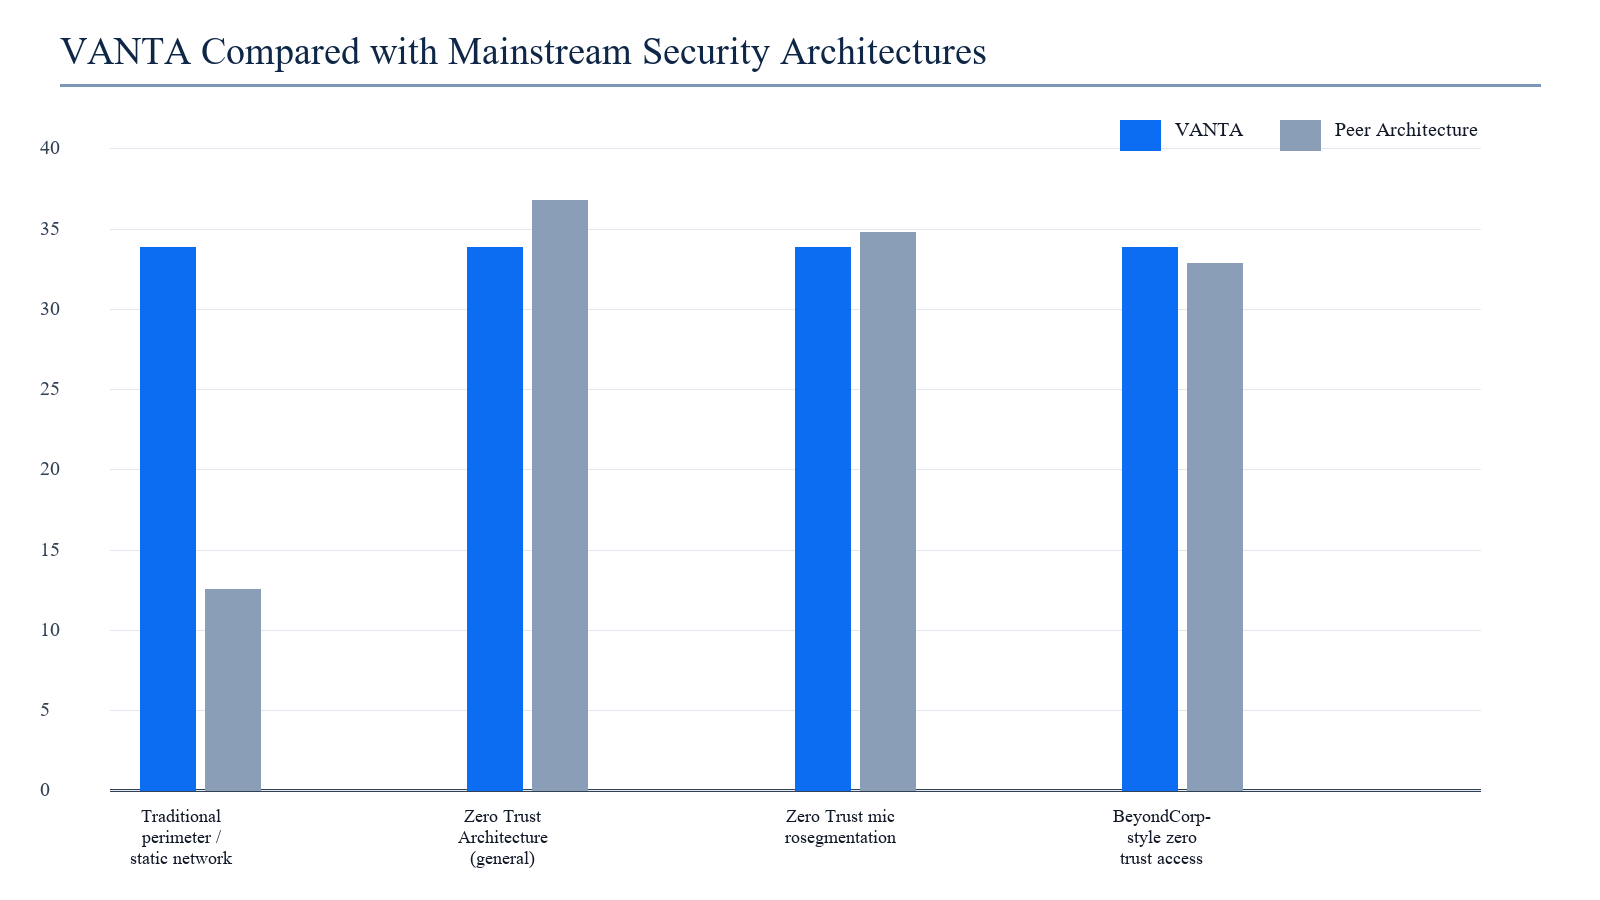 VANTA Compared with Mainstream Security Architectures
VANTA
Peer Architecture
40
35
30
25
20
15
10
5
0
Traditional
perimeter /
static network
Zero Trust
Architecture
(general)
Zero Trust mic
rosegmentation
BeyondCorp-
style zero
trust access